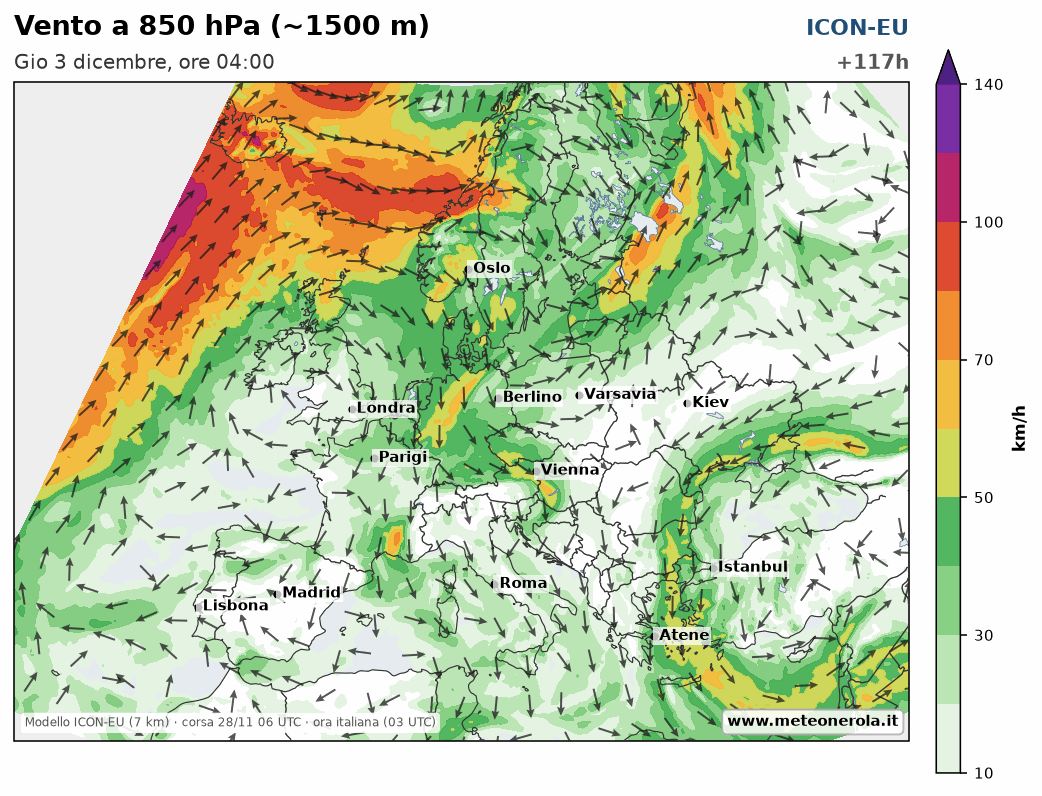 Vento a 850 hPa (~1500 m)
ICON-EU
Gio 3 dicembre, ore 04:00
+117h
140
100
70
50
30
10
km/h
Oslo
Londra
Berlino
Varsavia
Kiev
Parigi
Vienna
Istanbul
Roma
Madrid
Lisbona
Atene
Modello ICON-EU (7 km) · corsa 28/11 06 UTC · ora italiana (03 UTC)
www.meteonerola.it